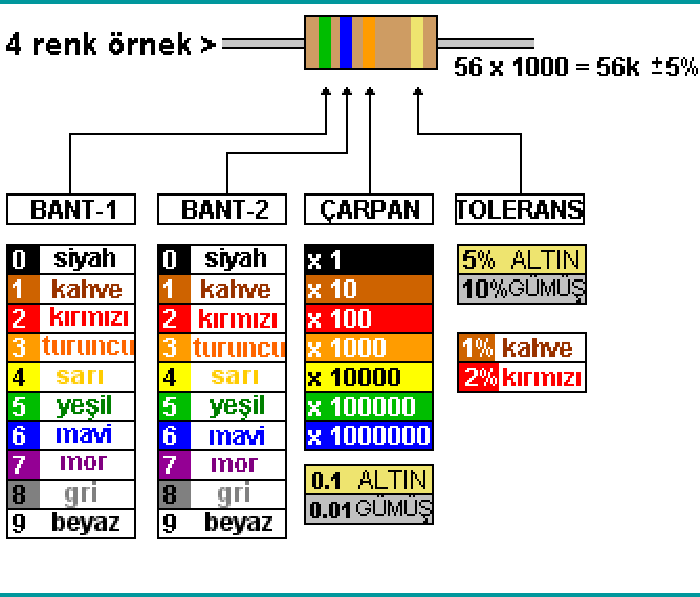 4 renk örnek >
56 x 1000 = 56k ±5%
BANT-1
0 siyah
1 kahve
2 kırmızı
3 turuncu
4 sarı
5 yeşil
6 mavi
7 mor
8 gri
9 beyaz
BANT-2
0 siyah
1 kahve
2 kırmızı
3 turuncu
4 sarı
5 yeşil
6 mavi
7 mor
8 gri
9 beyaz
ÇARPAN
x 1
x 10
x 100
x 1000
x 10000
x 100000
x 1000000
0.1 ALTIN
0.01 GÜMÜŞ
TOLERANS
5% ALTIN
10% GÜMÜŞ
1% kahve
2% kırmızı